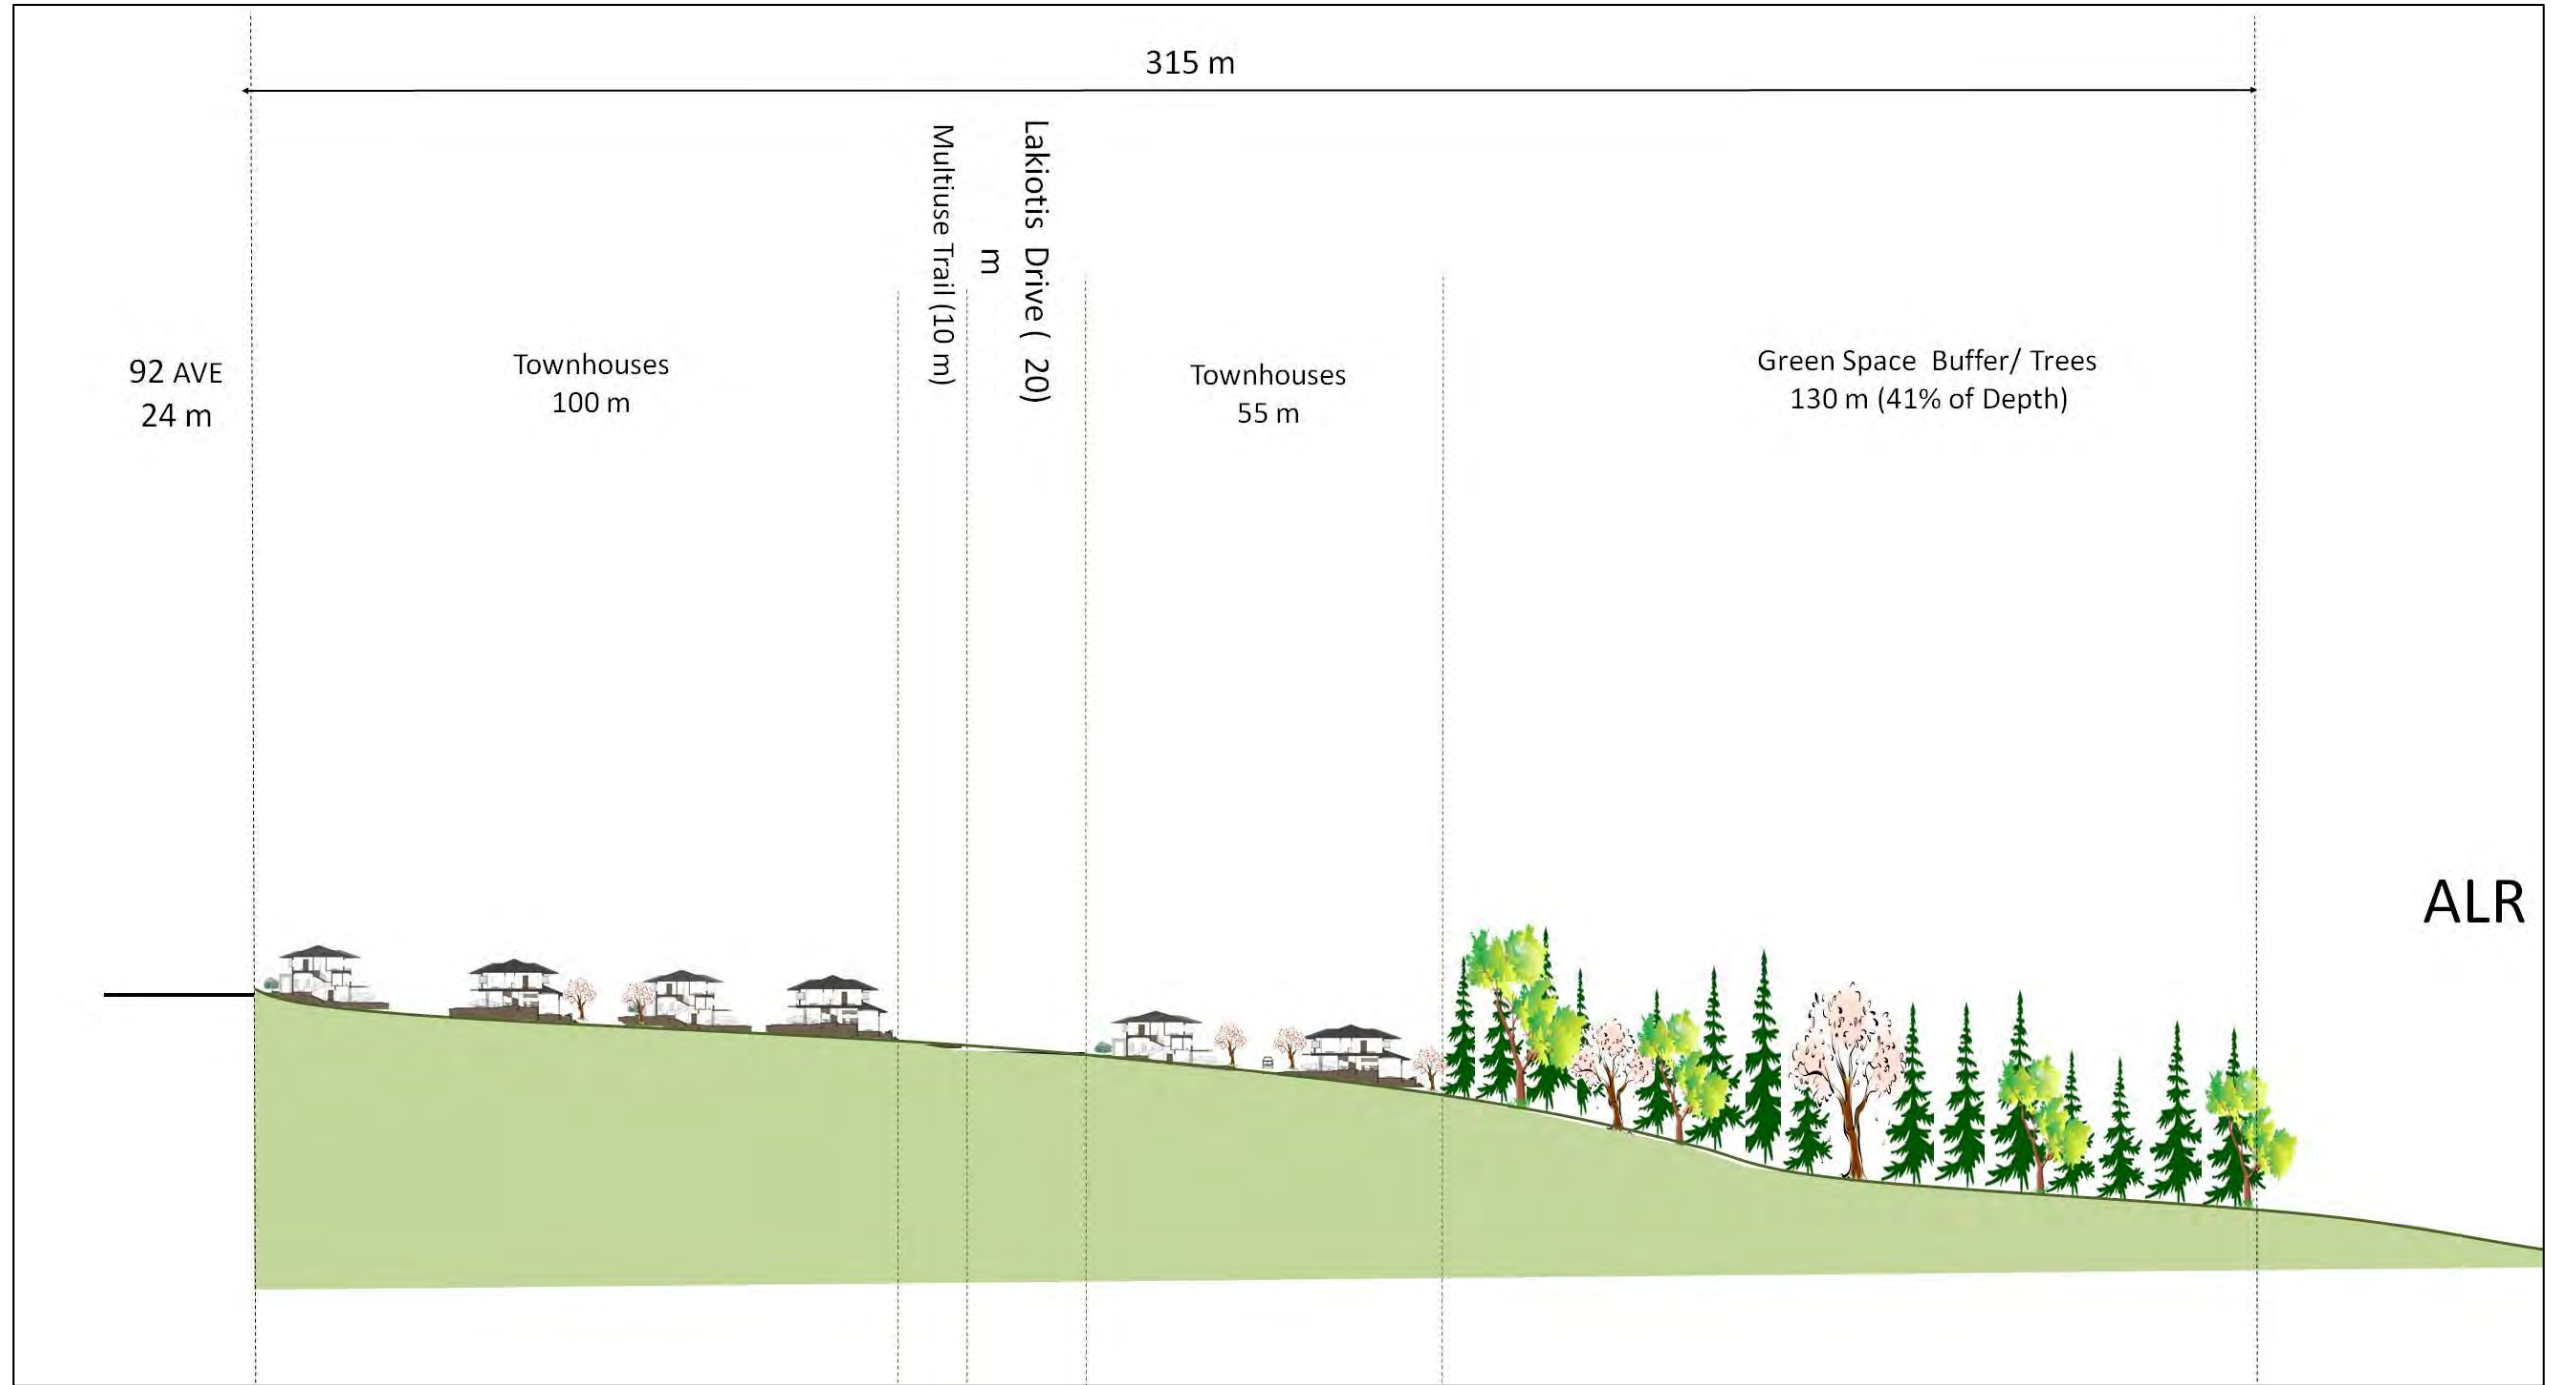 315 m
92 AVE
24 m
Townhouses
100 m
Multiuse Trail (10 m)
Lakiotis Drive ( 20)
m
Townhouses
55 m
Green Space Buffer/ Trees
130 m (41% of Depth)
ALR